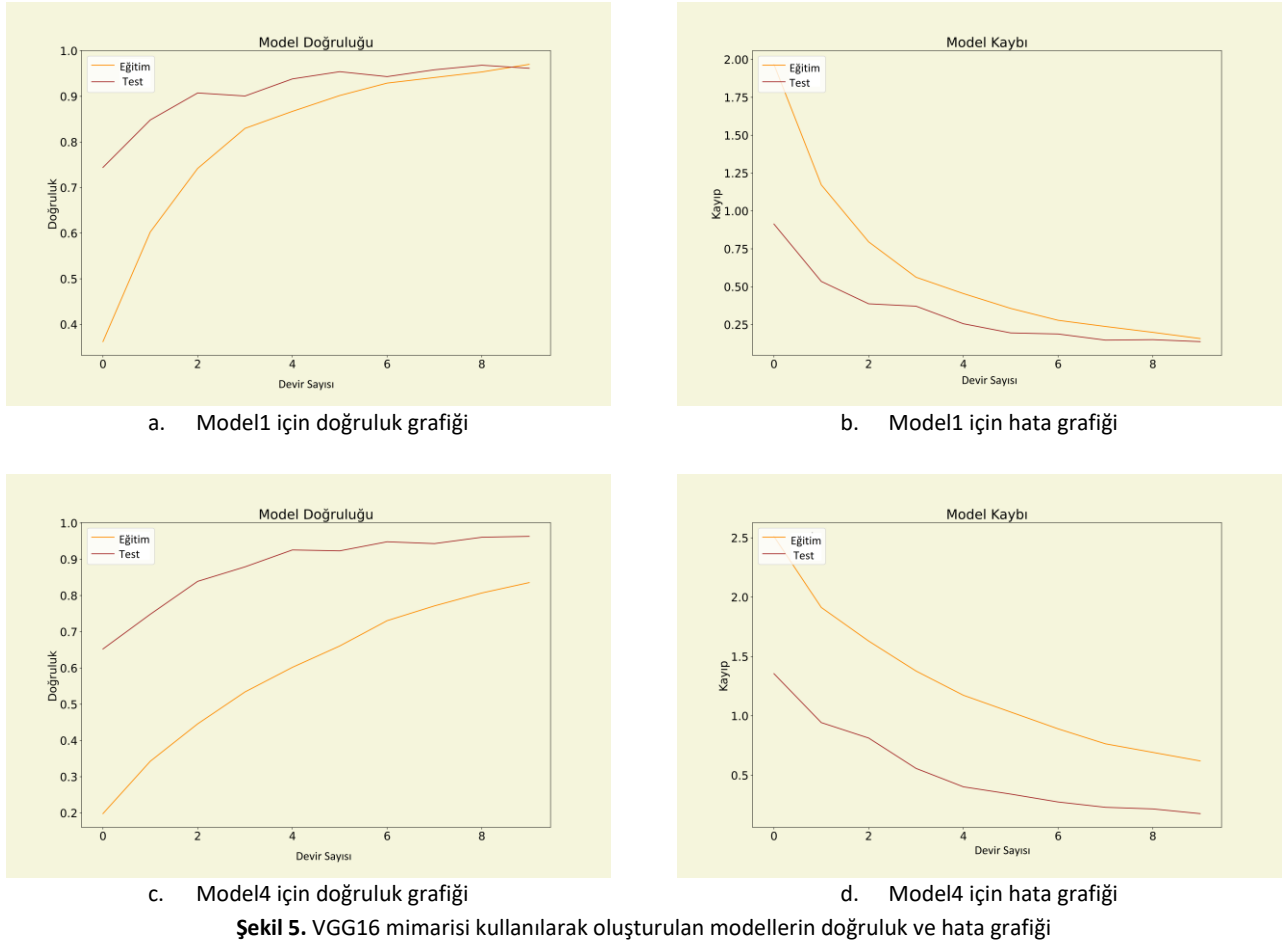 Model Doğruluğu
1.0
0.9
0.8
0.7
0.6
0.5
0.4
Doğruluk
Eğitim
Test
0 2 4 6 8
Devir Sayısı
a. Model1 için doğruluk grafiği
Model Kaybı
2.00
1.75
1.50
1.25
1.00
0.75
0.50
0.25
Kayıp
Eğitim
Test
0 2 4 6 8
Devir Sayısı
b. Model1 için hata grafiği
Model Doğruluğu
1.0
0.9
0.8
0.7
0.6
0.5
0.4
0.3
0.2
Doğruluk
Eğitim
Test
0 2 4 6 8
Devir Sayısı
c. Model4 için doğruluk grafiği
Model Kaybı
2.5
2.0
1.5
1.0
0.5
Kayıp
Eğitim
Test
0 2 4 6 8
Devir Sayısı
d. Model4 için hata grafiği
Şekil 5. VGG16 mimarisi kullanılarak oluşturulan modellerin doğruluk ve hata grafiği